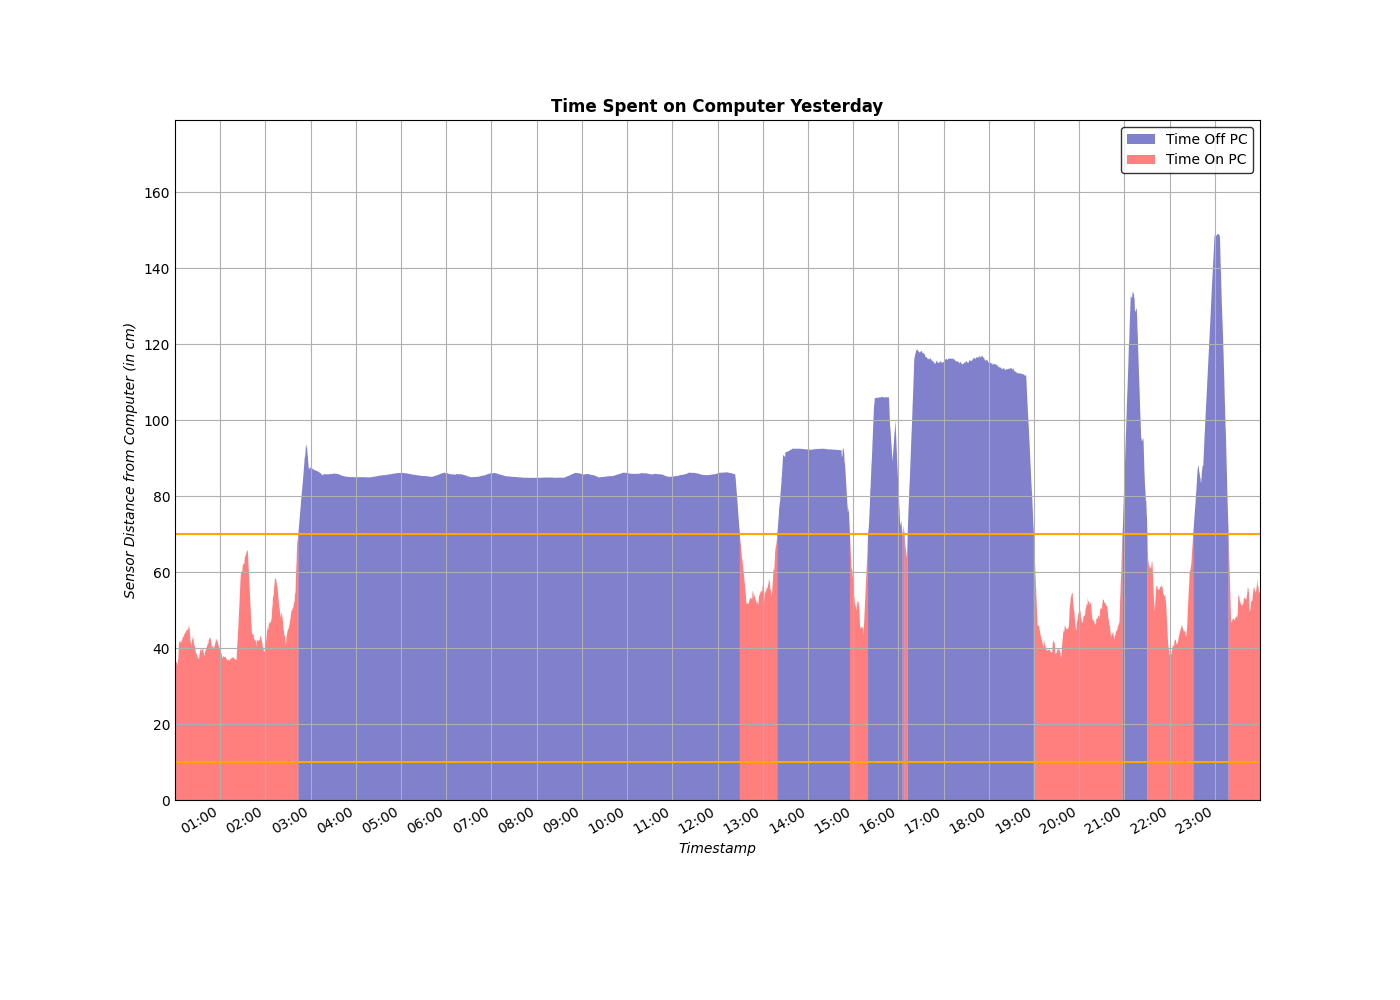 Time Spent on Computer Yesterday
Time Off PC
Time On PC
Sensor Distance from Computer (in cm)
160
140
120
100
80
60
40
20
0
01:00 02:00 03:00 04:00 05:00 06:00 07:00 08:00 09:00 10:00 11:00 12:00 13:00 14:00 15:00 16:00 17:00 18:00 19:00 20:00 21:00 22:00 23:00
Timestamp